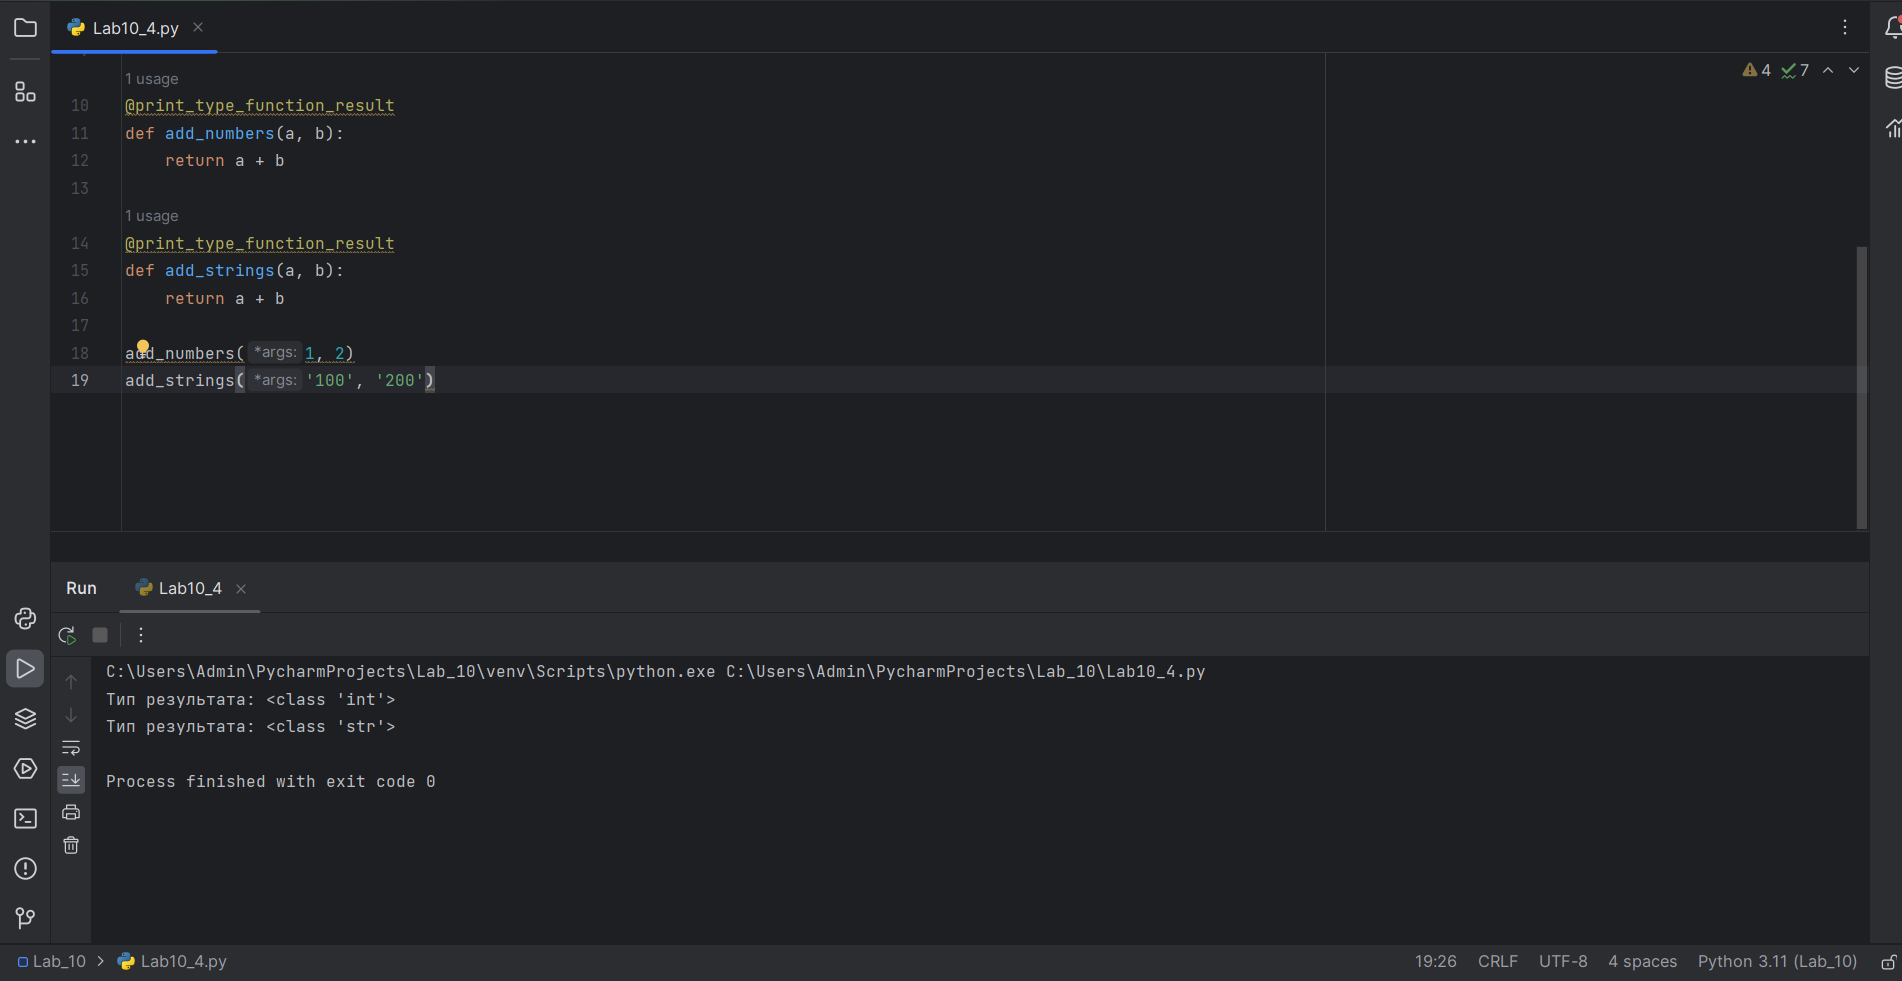 Lab10_4.py
4 7
1 usage
10 @print_type_function_result
11 def add_numbers(a, b):
12 return a + b
13
1 usage
14 @print_type_function_result
15 def add_strings(a, b):
16 return a + b
17
18 add_numbers( *args: 1, 2)
19 add_strings( *args: '100', '200')
Run Lab10_4
C:\Users\Admin\PycharmProjects\Lab_10\venv\Scripts\python.exe C:\Users\Admin\PycharmProjects\Lab_10\Lab10_4.py
Тип результата: <class 'int'>
Тип результата: <class 'str'>
Process finished with exit code 0
Lab_10 > Lab10_4.py 19:26 CRLF UTF-8 4 spaces Python 3.11 (Lab_10)